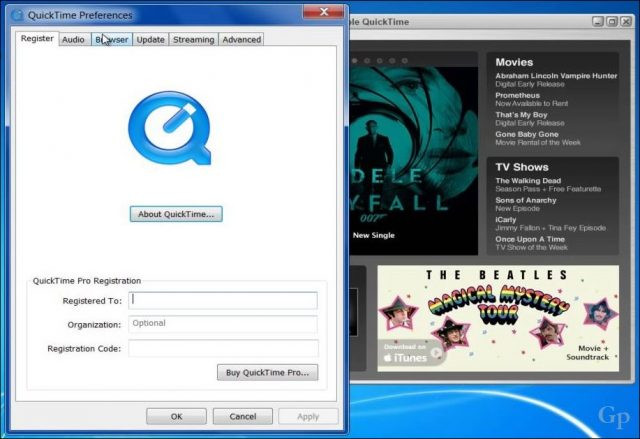 QuickTime Preferences
Register Audio Browser Update Streaming Advanced
About QuickTime...
QuickTime Pro Registration
Registered To:
Organization: Optional
Registration Code:
Buy QuickTime Pro...
OK Cancel Apply
QuickTime
New Single
007
Movies
Abraham Lincoln Vampire Hunter
Digital Early Release
Prometheus
Now Available to Rent
That's My Boy
Digital Early Release
Gone Baby Gone
Movie Rental of the Week
TV Shows
The Walking Dead
Season Pass + Free Featurette
Sons of Anarchy
New Episode
iCarly
Jimmy Fallon + Tina Fey Episode
Once Upon A Time
TV Show of the Week
THE BEATLES
MAGICAL MYSTERY
TOUR
Download on
iTunes
Movie +
Soundtrack
Gp